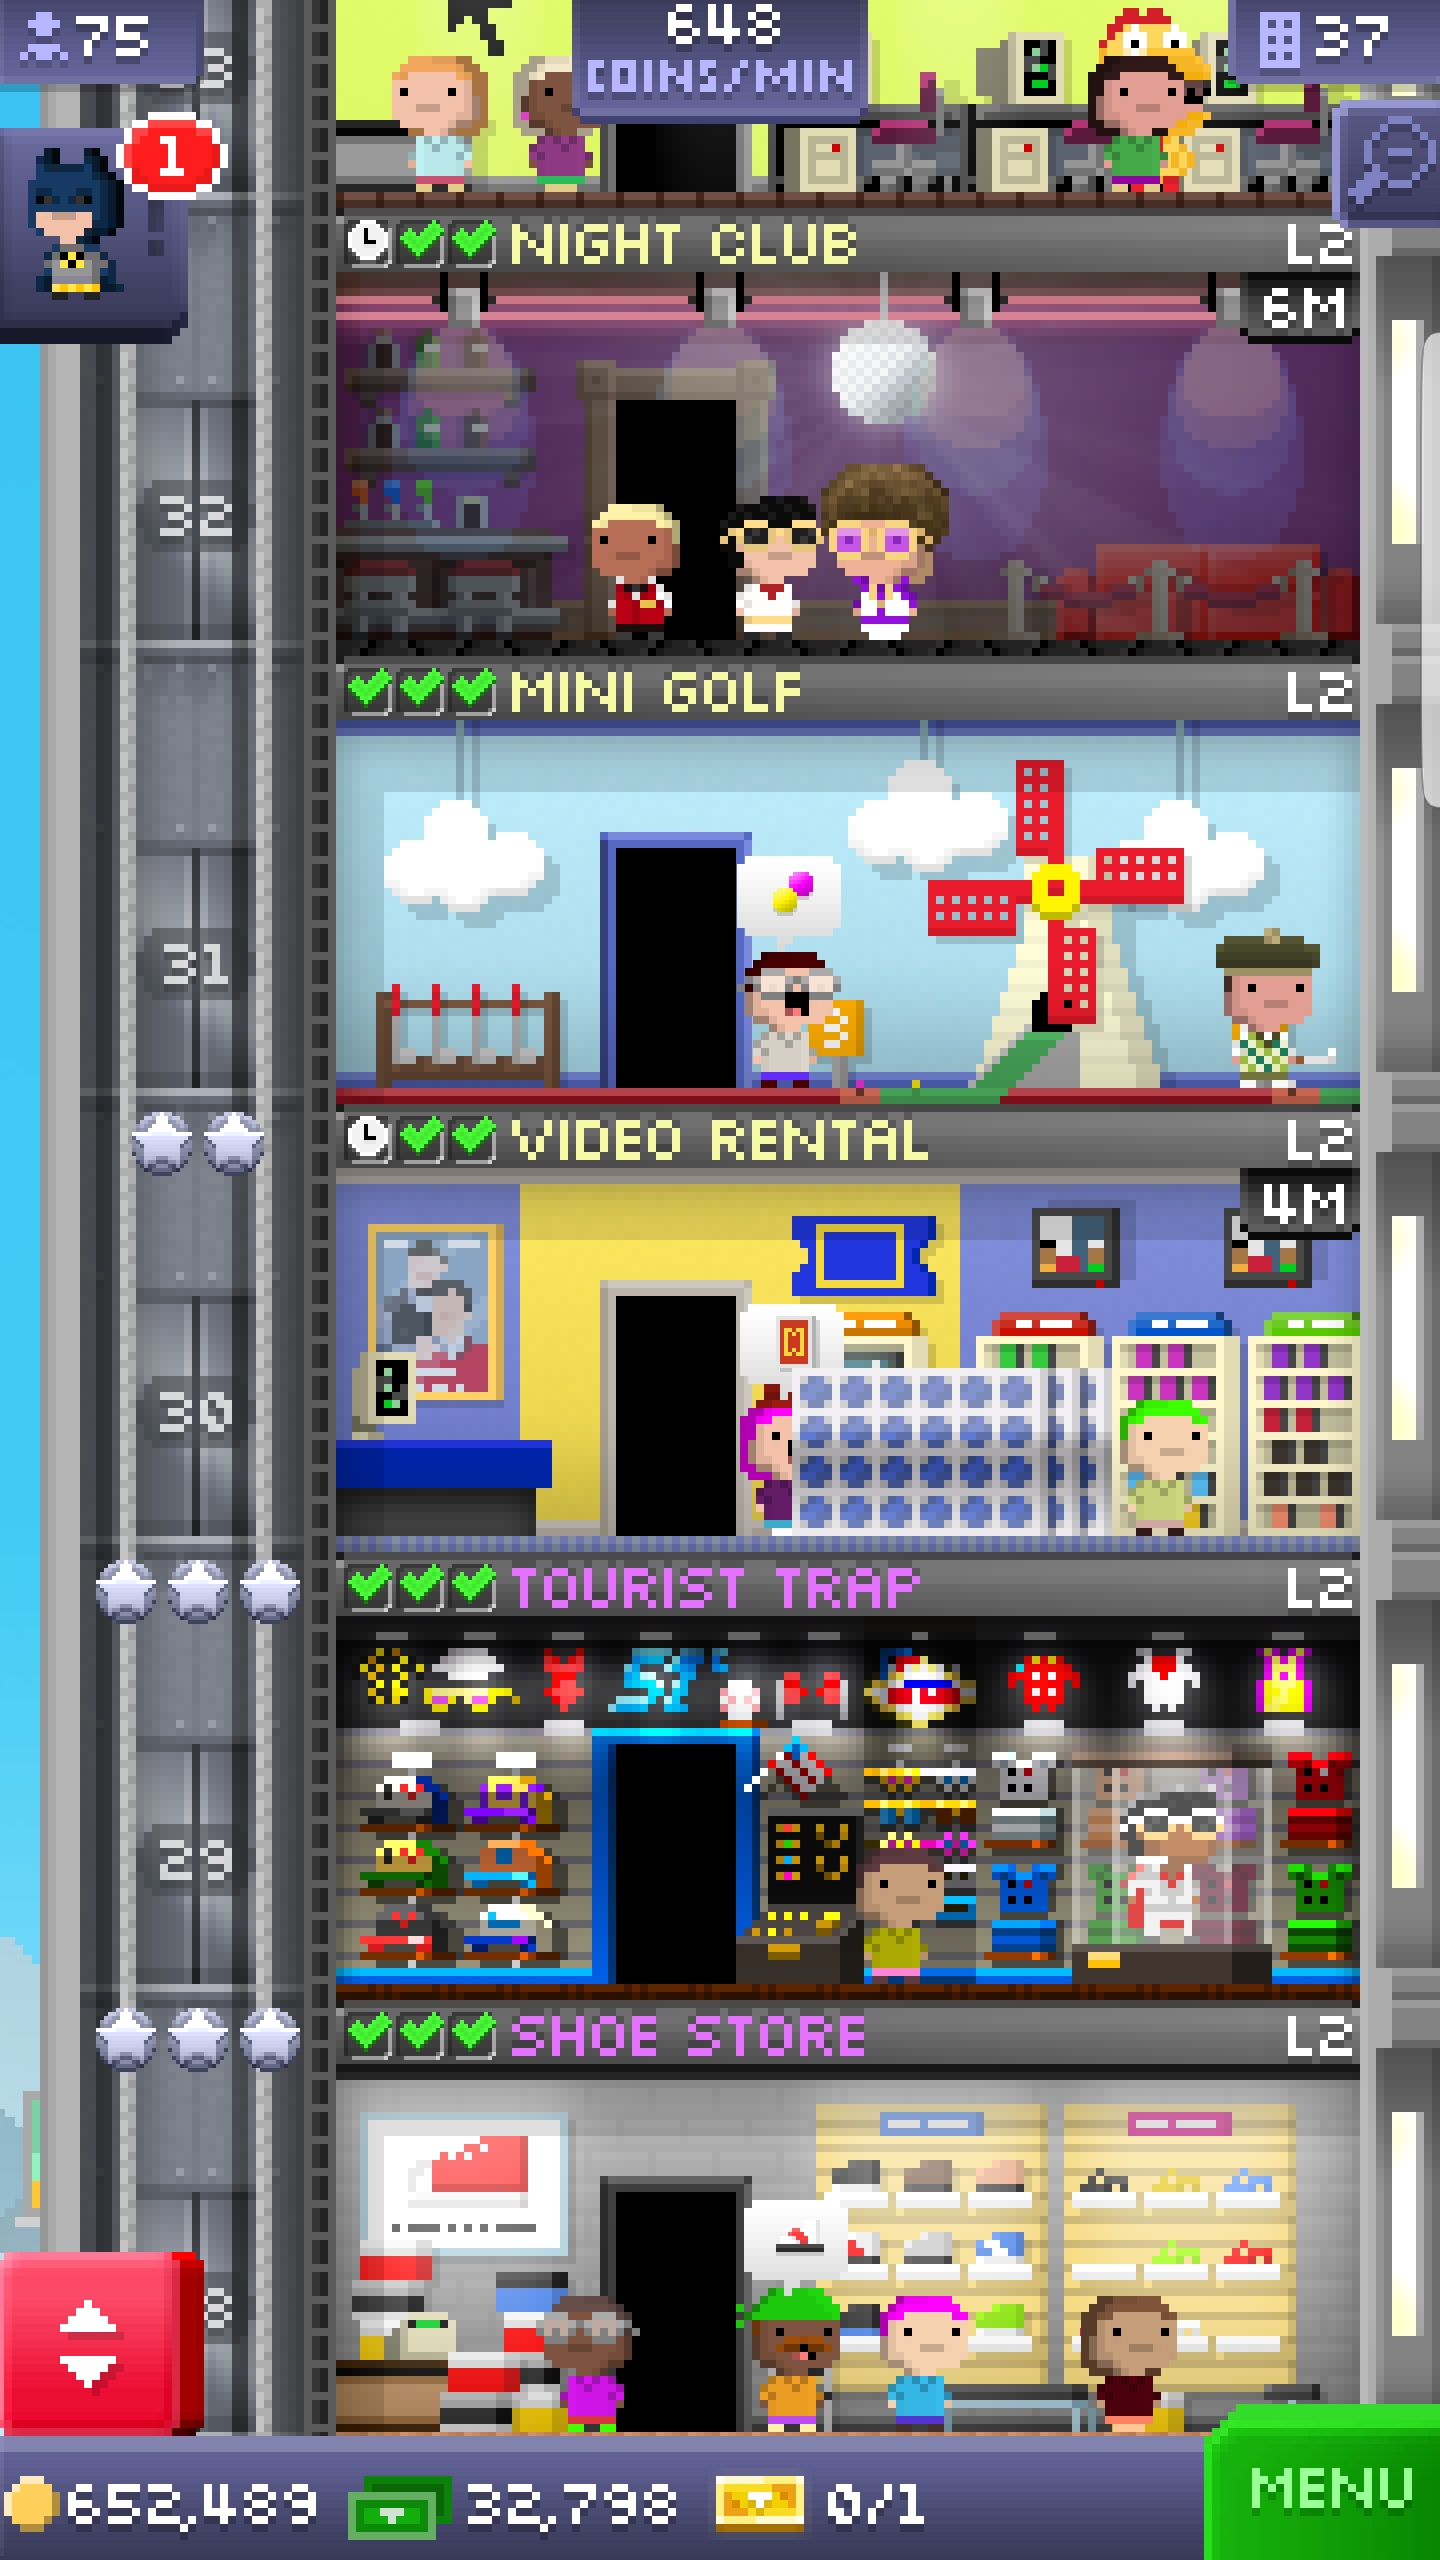 75
648
COINS/MIN
37
1
NIGHT CLUB L2
6M
32
MINI GOLF L2
31
VIDEO RENTAL L2
4M
30
TOURIST TRAP L2
29
SHOE STORE L2
8
652,489 32,798 0/1
MENU